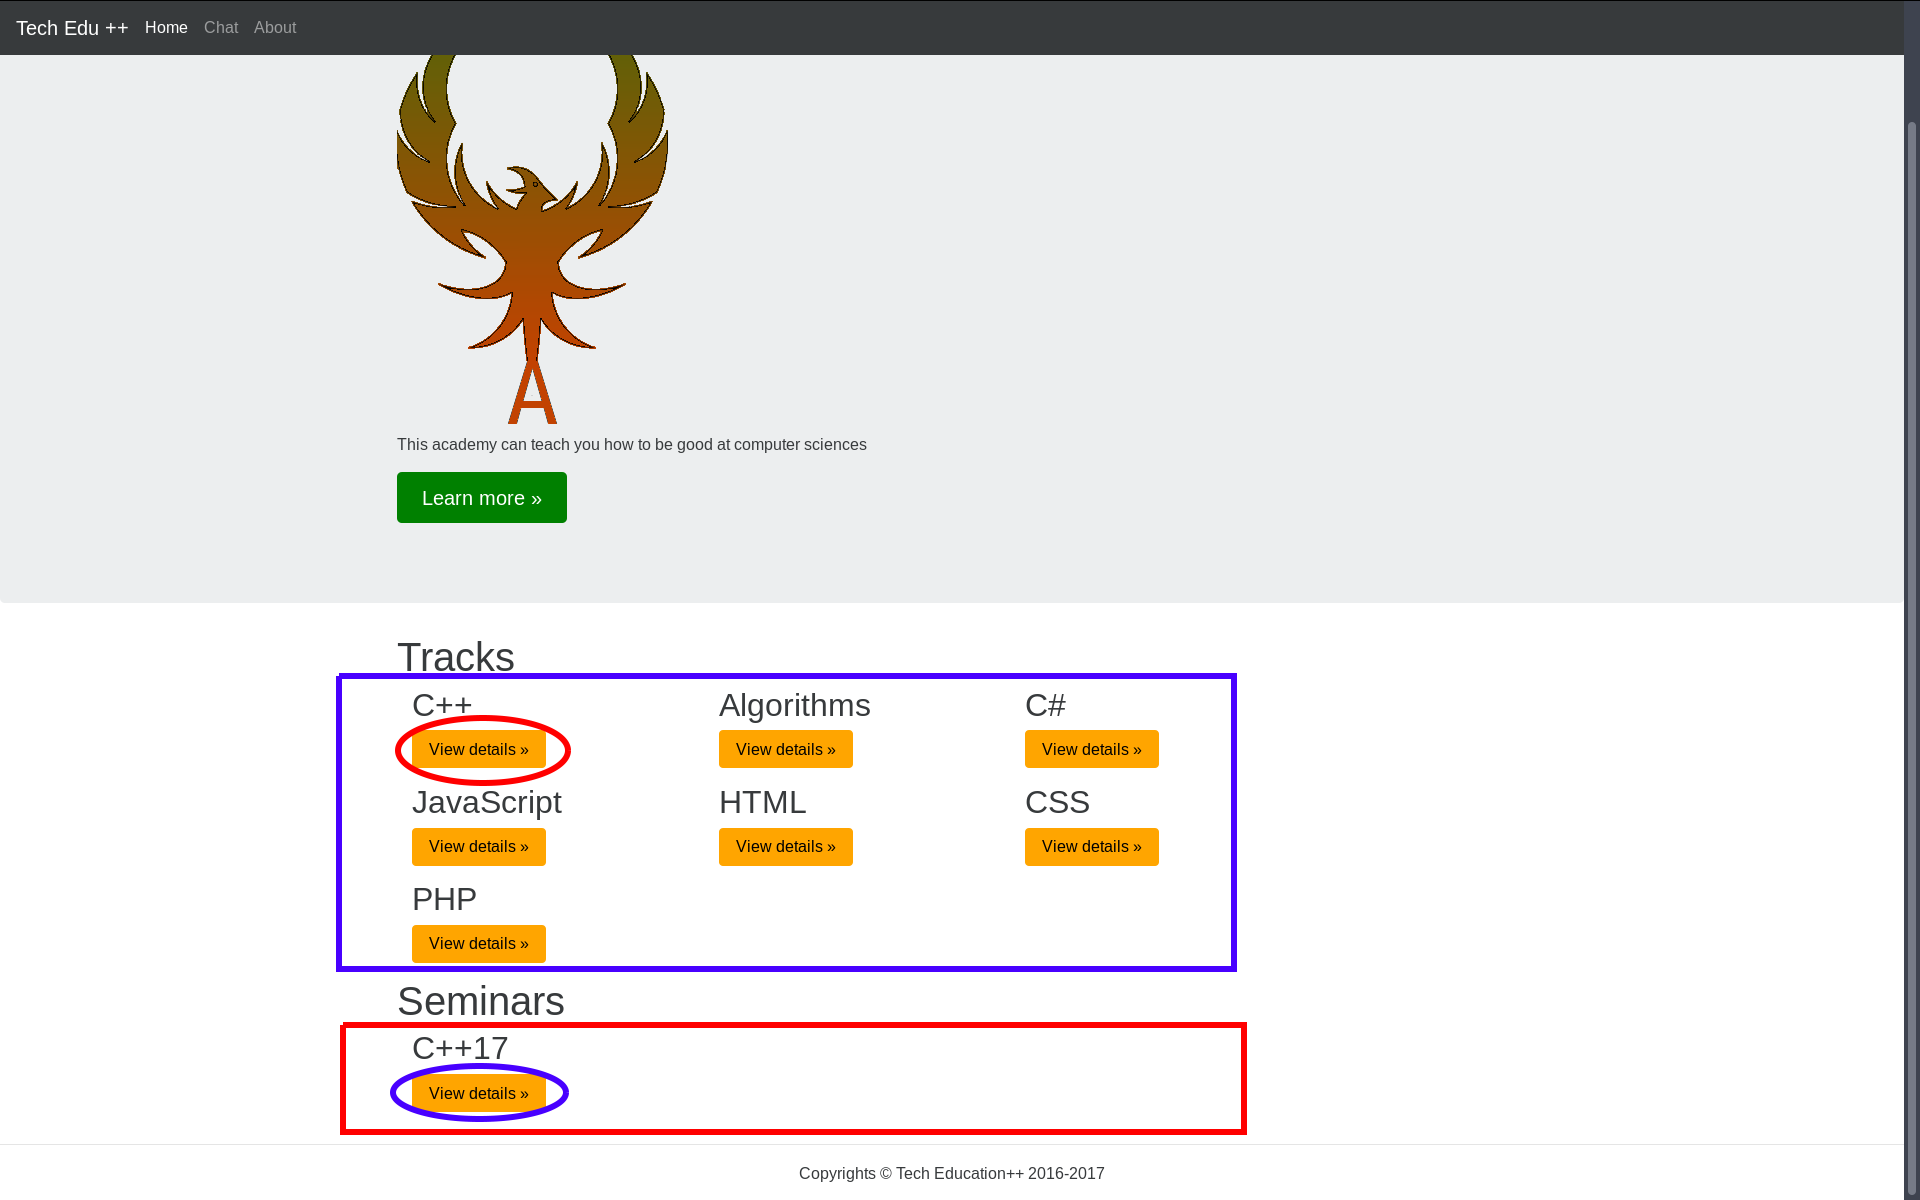 Tech Edu ++ Home Chat About
A
This academy can teach you how to be good at computer sciences
Learn more »
Tracks
C++ Algorithms C#
View details » View details » View details »
JavaScript HTML CSS
View details » View details » View details »
PHP
View details »
Seminars
C++17
View details »
Copyrights © Tech Education++ 2016-2017